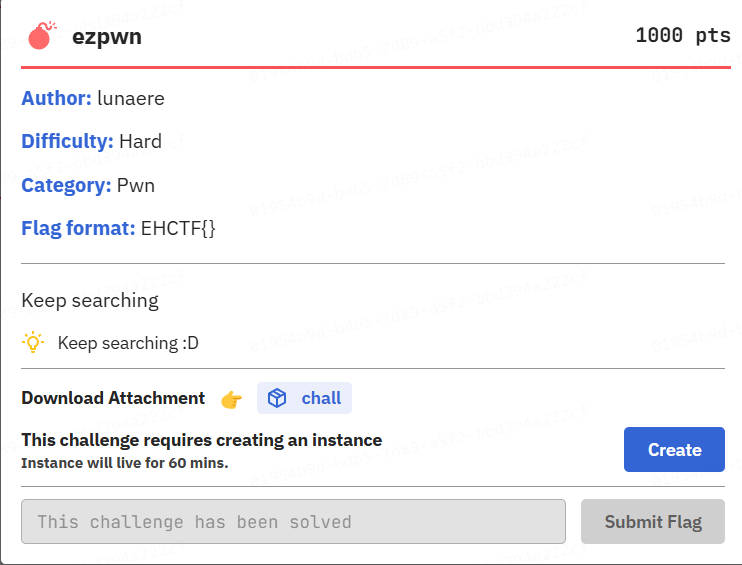 ezpwn 1000 pts
Author: lunaere
Difficulty: Hard
Category: Pwn
Flag format: EHCTF{}
Keep searching
Keep searching :D
Download Attachment chall
This challenge requires creating an instance
Instance will live for 60 mins.
Create
This challenge has been solved Submit Flag